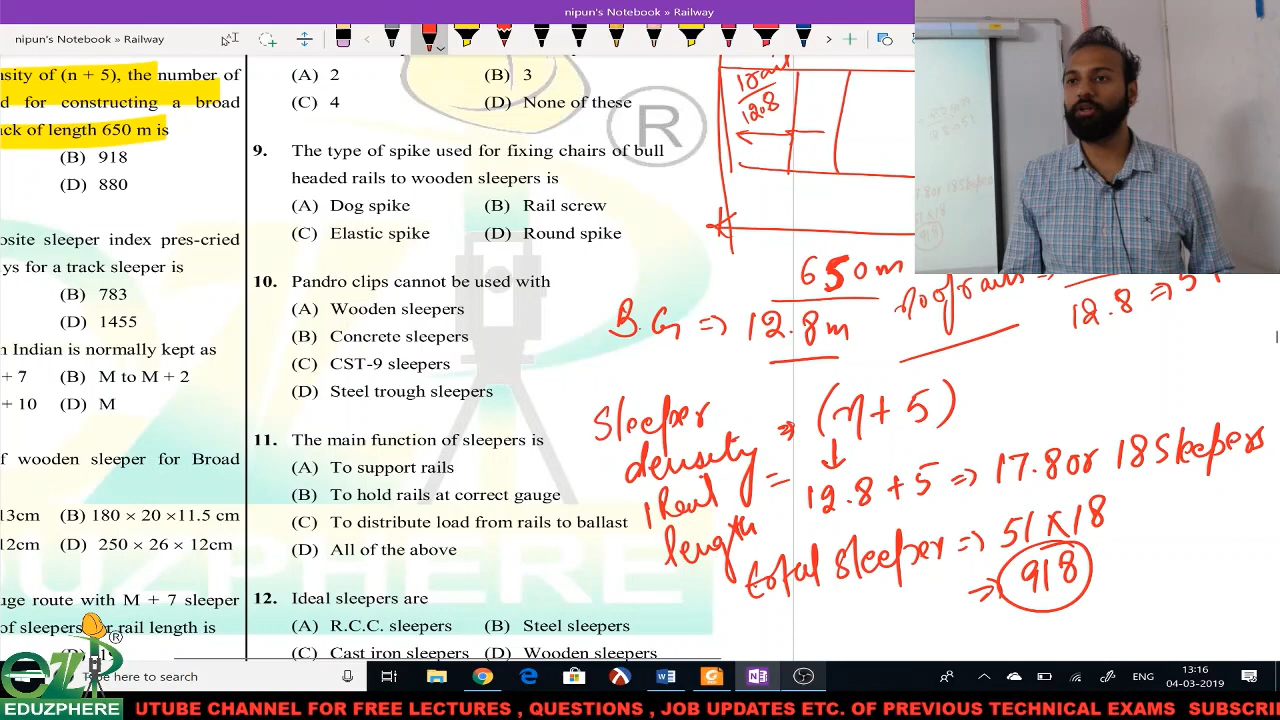 nipun's Notebook » Railway
nipun's Notebook » Railway
nsity of (n + 5), the number of
d for constructing a broad
ack of length 650 m is
(B) 918
(D) 880
osite sleeper index pres-cried
ys for a track sleeper is
(B) 783
(D) 1455
n Indian is normally kept as
+ 7 (B) M to M + 2
+ 10 (D) M
f wooden sleeper for Broad
13cm (B) 180 × 20 ×11.5 cm
12cm (D) 250 × 26 × 12cm
uge route with M + 7 sleeper
of sleepers r rail length is
(A) 2 (B) 3
(C) 4 (D) None of these
9. The type of spike used for fixing chairs of bull
headed rails to wooden sleepers is
(A) Dog spike (B) Rail screw
(C) Elastic spike (D) Round spike
10. Pandro clips cannot be used with
(A) Wooden sleepers
(B) Concrete sleepers
(C) CST-9 sleepers
(D) Steel trough sleepers
11. The main function of sleepers is
(A) To support rails
(B) To hold rails at correct gauge
(C) To distribute load from rails to ballast
(D) All of the above
12. Ideal sleepers are
(A) R.C.C. sleepers (B) Steel sleepers
(C) Cast iron sleepers (D) Wooden sleepers
®
1 rail
12.8
650m
B.G ⇒ 12.8m
no of rails =
12.8 ⇒ 51
Sleeper density ⇒ (n + 5)
1 Rail length = 12.8 + 5 ⇒ 17.8 or 18 Sleepers
total sleeper ⇒ 51 × 18
⇒ 918
EZ
®
EDUZPHERE
Type here to search
ENG
13:16
04-03-2019
UTUBE CHANNEL FOR FREE LECTURES , QUESTIONS , JOB UPDATES ETC. OF PREVIOUS TECHNICAL EXAMS